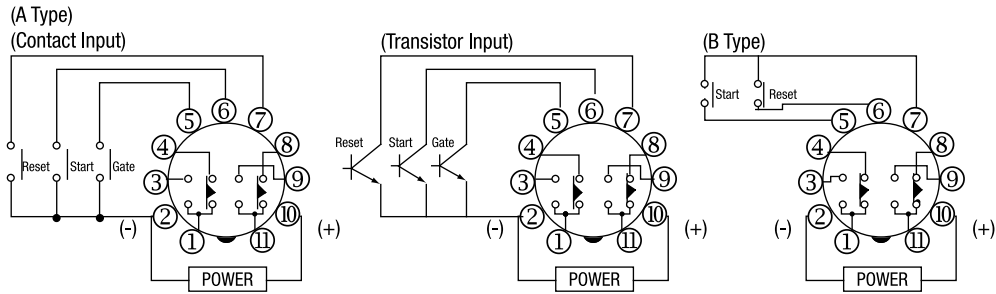 (A Type)
(Contact Input)
Reset
Start
Gate
5
6
7
4
8
3
9
2
10
1
11
(-)
(+)
POWER
(Transistor Input)
Reset
Start
Gate
5
6
7
4
8
3
9
2
10
1
11
(-)
(+)
POWER
(B Type)
Start
Reset
5
6
7
4
8
3
9
2
10
1
11
(-)
(+)
POWER